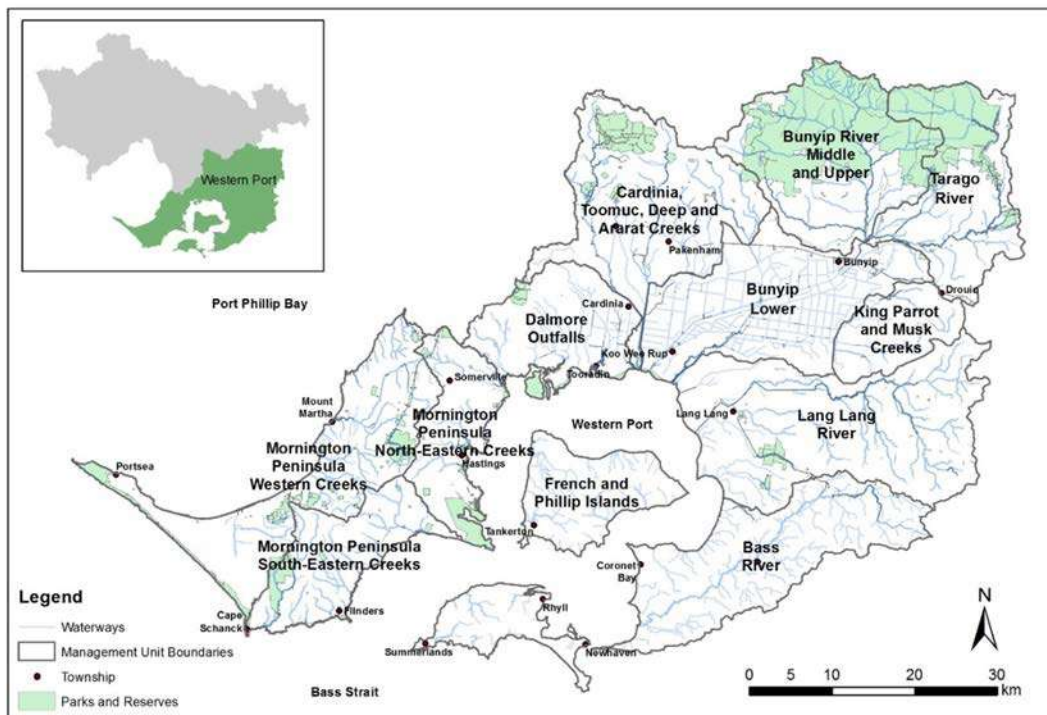 Western Port
Port Phillip Bay
Bunyip River
Middle
and Upper
Tarago
River
Cardinia,
Toomuc, Deep and
Ararat Creeks
Pakenham
Bunyip
Bunyip
Lower
Drouin
King Parrot
and Musk
Creeks
Cardinia
Dalmore
Outfalls
Koo Wee Rup
Tooradin
Somerville
Mount
Martha
Mornington
Peninsula
North-Eastern Creeks
Hastings
Western Port
Lang Lang
Lang Lang
River
Mornington
Peninsula
Western Creeks
Portsea
French and
Phillip Islands
Tankerton
Mornington Peninsula
South-Eastern Creeks
Coronet
Bay
Bass
River
Flinders
Cape
Schanck
Rhyll
Summerlands
Newhaven
Bass Strait
Legend
Waterways
Management Unit Boundaries
Township
Parks and Reserves
N
0 5 10 20 30
km